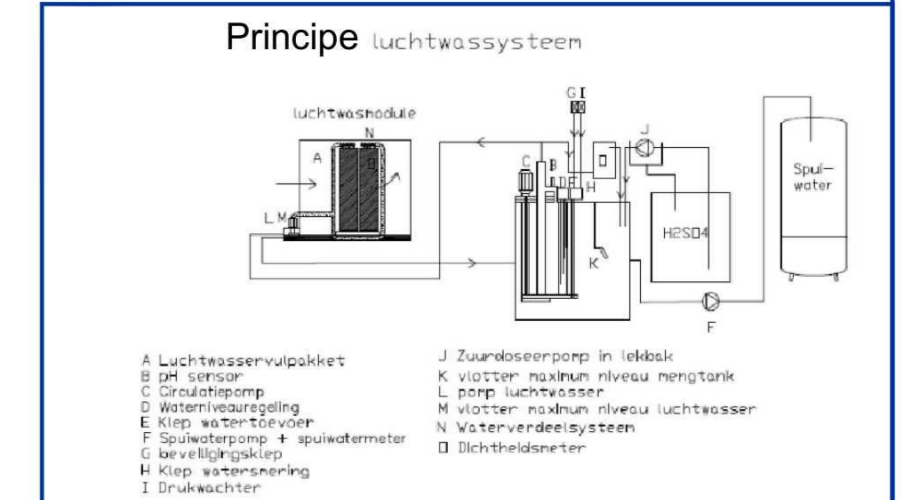 Principe luchtwassysteem
luchtwasmodule
N
A
L M
G I
C
B
D E
H
J
K
H2SO4
F
Spui-
water
A Luchtwasservulpakket
B pH sensor
C Circulatiepomp
D Waterniveauregeling
E Klep watertoevoer
F Spuiwaterpomp + spuiwatermeter
G beveiligingsklep
H Klep watersmering
I Drukwachter
J Zuurdoseerpomp in lekbak
K vlotter maximum niveau mengtank
L pomp luchtwasser
M vlotter maximum niveau luchtwasser
N Waterverdeelsysteem
O Dichtheidsmeter